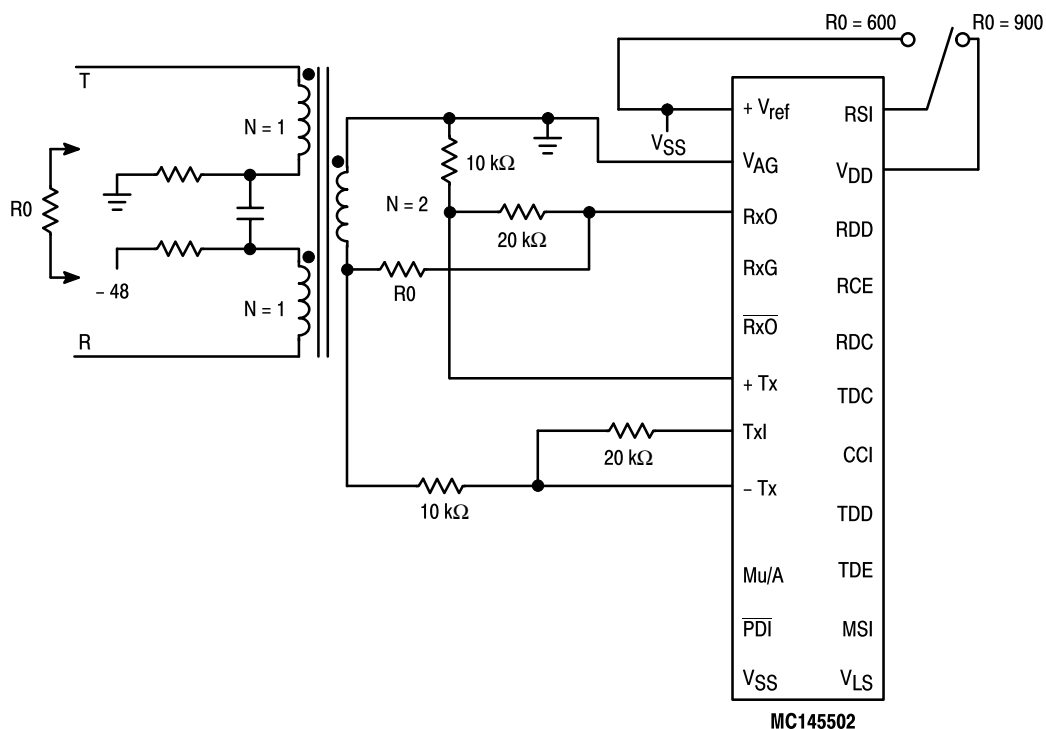 R0 = 600
R0 = 900
T
N = 1
R0
– 48
N = 1
R
N = 2
10 kΩ
20 kΩ
R0
VSS
20 kΩ
10 kΩ
+ Vref
VAG
RxO
RxG
RxO
+ Tx
TxI
– Tx
Mu/A
PDI
VSS
RSI
VDD
RDD
RCE
RDC
TDC
CCI
TDD
TDE
MSI
VLS
MC145502